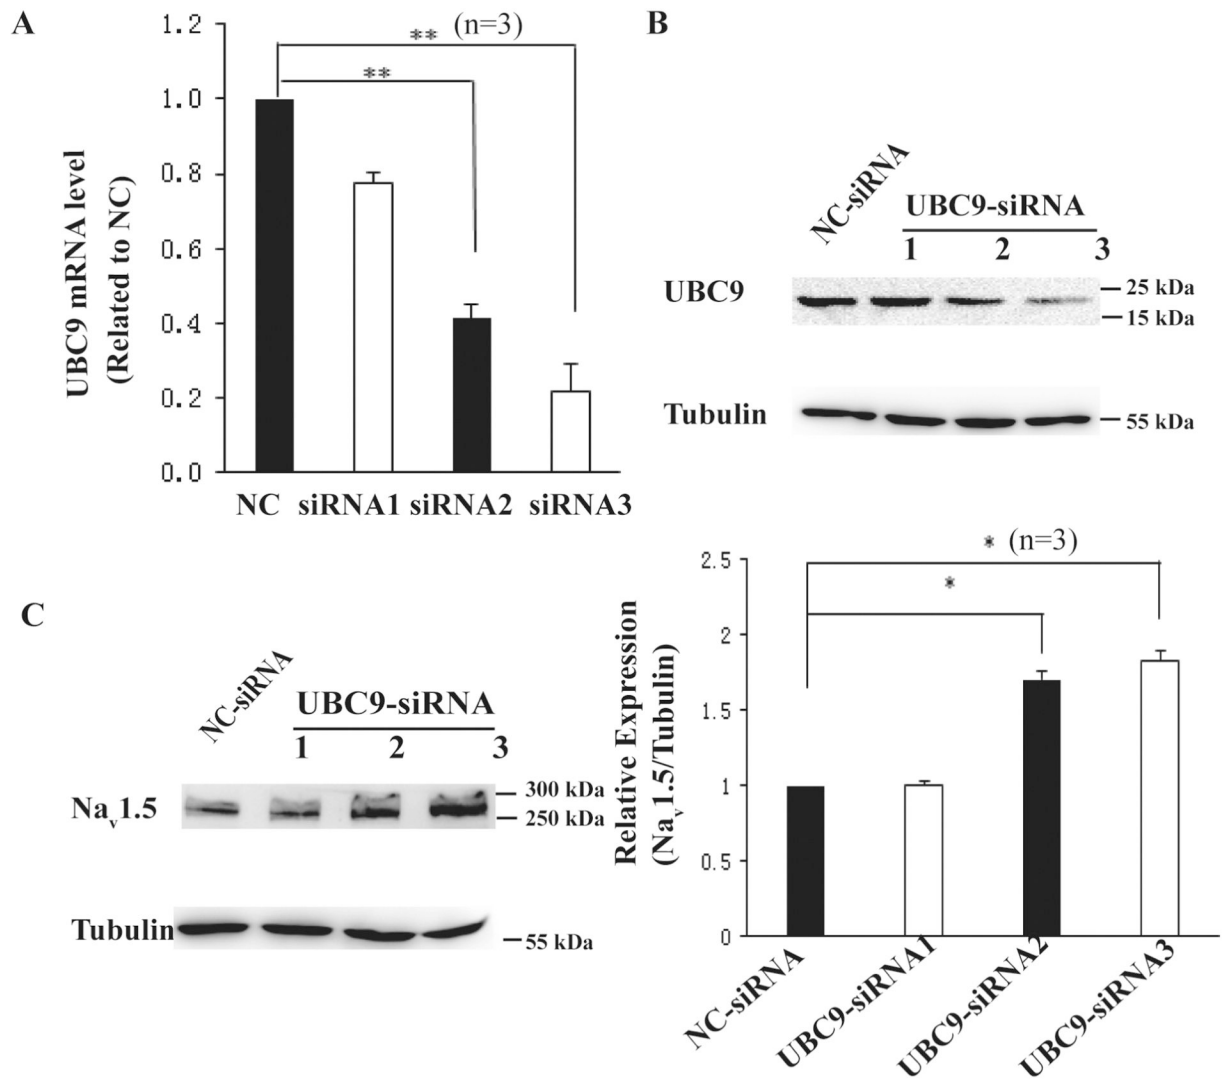 A
1.2
1.0
0.8
0.6
0.4
0.2
0.0
UBC9 mRNA level
(Related to NC)
** (n=3)
**
NC siRNA1 siRNA2 siRNA3
B
NC-siRNA
UBC9-siRNA
1 2 3
UBC9
25 kDa
15 kDa
Tubulin
55 kDa
C
NC-siRNA
UBC9-siRNA
1 2 3
Nav1.5
300 kDa
250 kDa
Tubulin
55 kDa
Relative Expression
(Nav1.5/Tubulin)
2.5
2
1.5
1
0.5
0
* (n=3)
*
NC-siRNA
UBC9-siRNA1
UBC9-siRNA2
UBC9-siRNA3